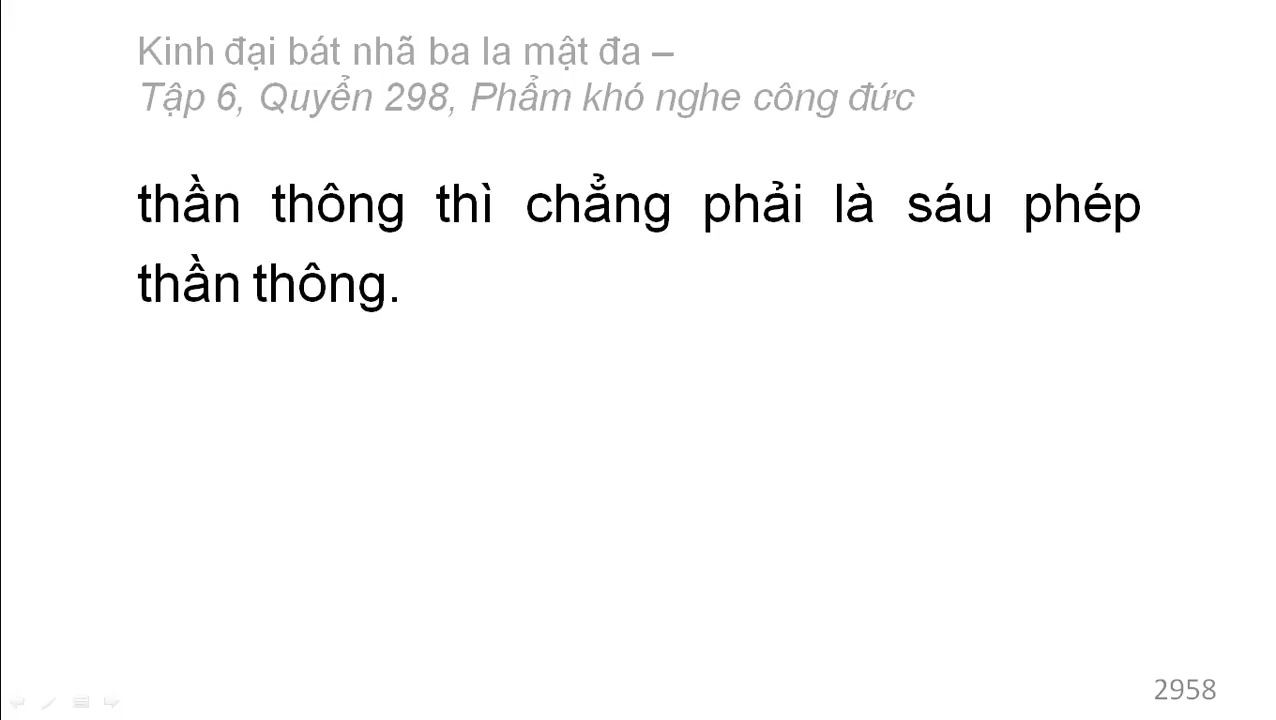 Kinh đại bát nhã ba la mật đa –
Tập 6, Quyển 298, Phẩm khó nghe công đức
thần thông thì chẳng phải là sáu phép
thần thông.
2958